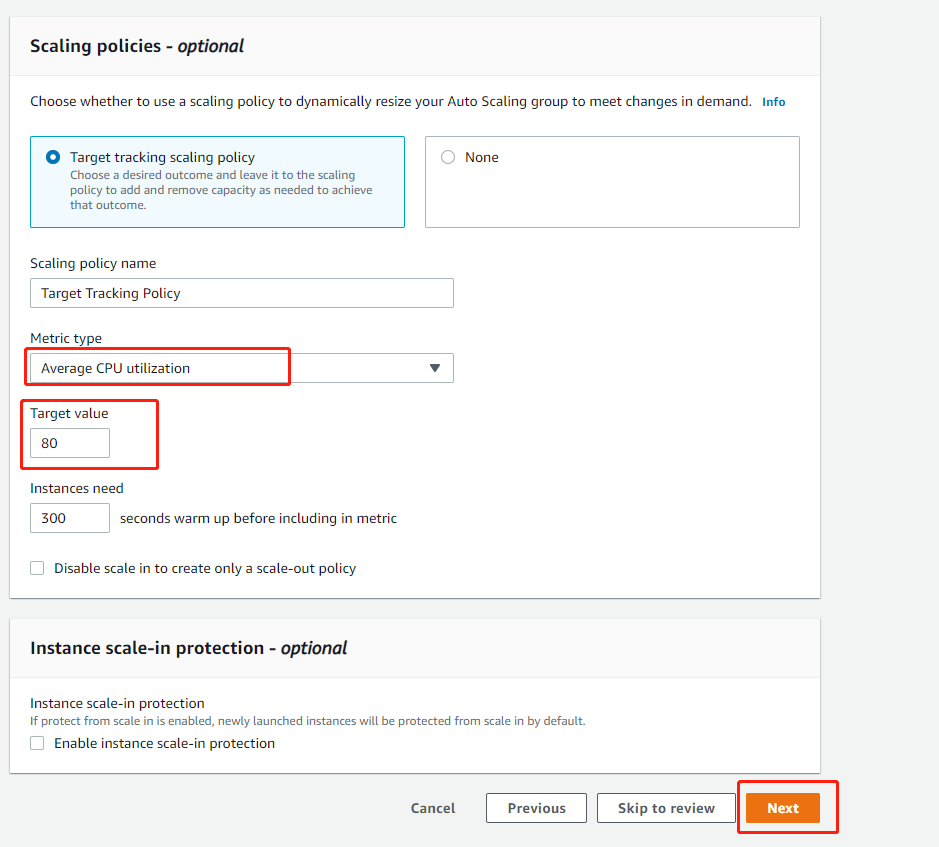 Scaling policies - optional
Choose whether to use a scaling policy to dynamically resize your Auto Scaling group to meet changes in demand. Info
Target tracking scaling policy
Choose a desired outcome and leave it to the scaling
policy to add and remove capacity as needed to achieve
that outcome.
None
Scaling policy name
Target Tracking Policy
Metric type
Average CPU utilization
Target value
80
Instances need
300 seconds warm up before including in metric
Disable scale in to create only a scale-out policy
Instance scale-in protection - optional
Instance scale-in protection
If protect from scale in is enabled, newly launched instances will be protected from scale in by default.
Enable instance scale-in protection
Cancel Previous Skip to review Next